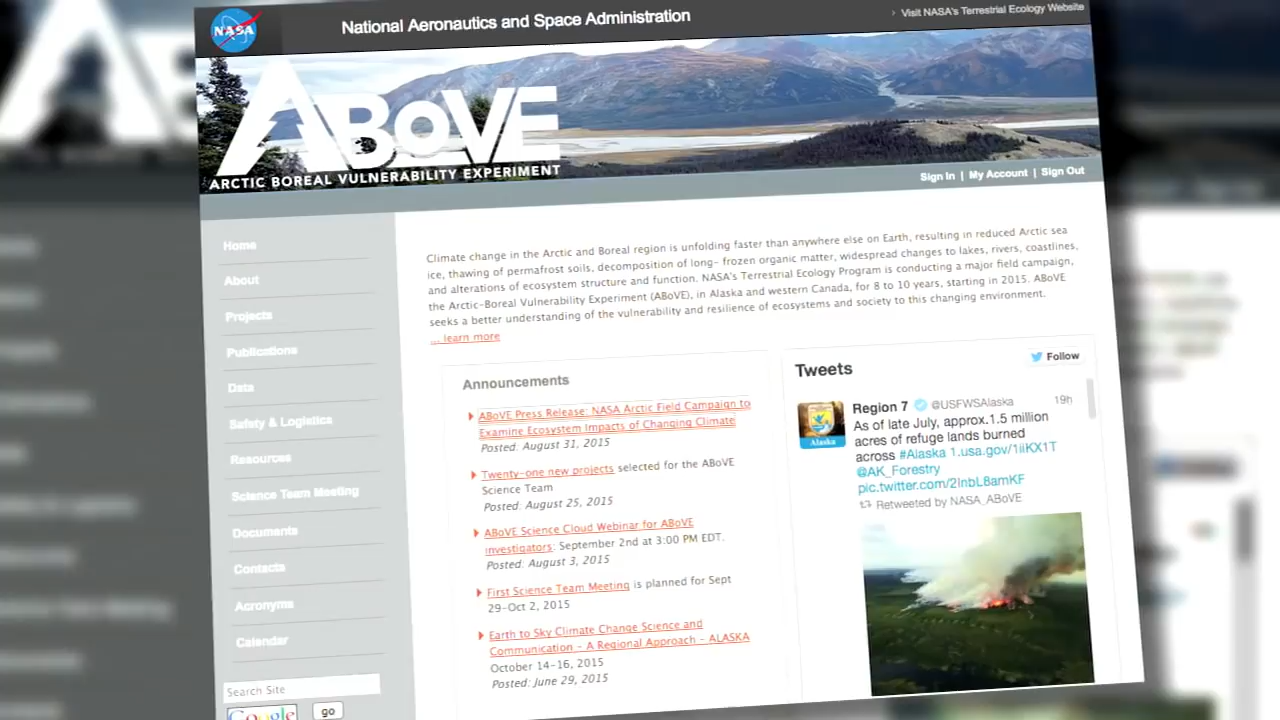 NASA
National Aeronautics and Space Administration
› Visit NASA's Terrestrial Ecology Website
ABoVE
ARCTIC BOREAL VULNERABILITY EXPERIMENT
Sign In | My Account | Sign Out
Home
About
Projects
Publications
Data
Safety & Logistics
Resources
Science Team Meeting
Documents
Contacts
Acronyms
Calendar
Search Site
Google
go
Climate change in the Arctic and Boreal region is unfolding faster than anywhere else on Earth, resulting in reduced Arctic sea
ice, thawing of permafrost soils, decomposition of long- frozen organic matter, widespread changes to lakes, rivers, coastlines,
and alterations of ecosystem structure and function. NASA's Terrestrial Ecology Program is conducting a major field campaign,
the Arctic-Boreal Vulnerability Experiment (ABoVE), in Alaska and western Canada, for 8 to 10 years, starting in 2015. ABoVE
seeks a better understanding of the vulnerability and resilience of ecosystems and society to this changing environment.
... learn more
Announcements
ABoVE Press Release: NASA Arctic Field Campaign to
Examine Ecosystem Impacts of Changing Climate
Posted: August 31, 2015
Twenty-one new projects selected for the ABoVE
Science Team
Posted: August 25, 2015
ABoVE Science Cloud Webinar for ABoVE
investigators: September 2nd at 3:00 PM EDT.
Posted: August 3, 2015
First Science Team Meeting is planned for Sept
29-Oct 2, 2015
Earth to Sky Climate Change Science and
Communication - A Regional Approach - ALASKA
October 14-16, 2015
Posted: June 29, 2015
Tweets
Follow
Region 7 @USFWSAlaska 19h
Alaska
As of late July, approx.1.5 million
acres of refuge lands burned
across #Alaska 1.usa.gov/1iiKX1T
@AK_Forestry
pic.twitter.com/2lnbL8amKF
Retweeted by NASA_ABoVE